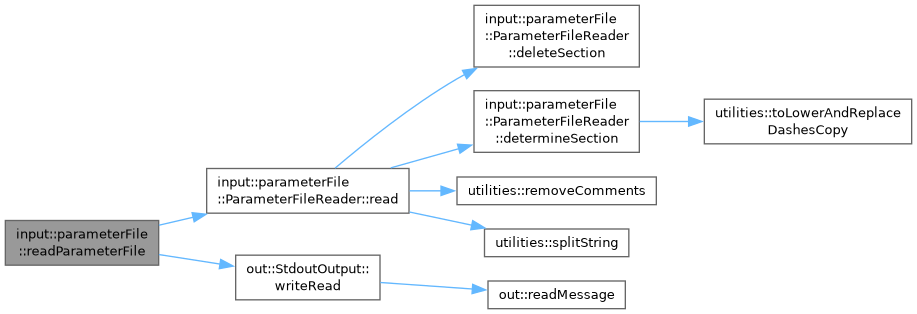 input::parameterFile
::ParameterFileReader
::deleteSection
input::parameterFile
::ParameterFileReader
::determineSection
utilities::toLowerAndReplace
DashesCopy
input::parameterFile
::ParameterFileReader::read
utilities::removeComments
input::parameterFile
::readParameterFile
utilities::splitString
out::StdoutOutput::
writeRead
out::readMessage